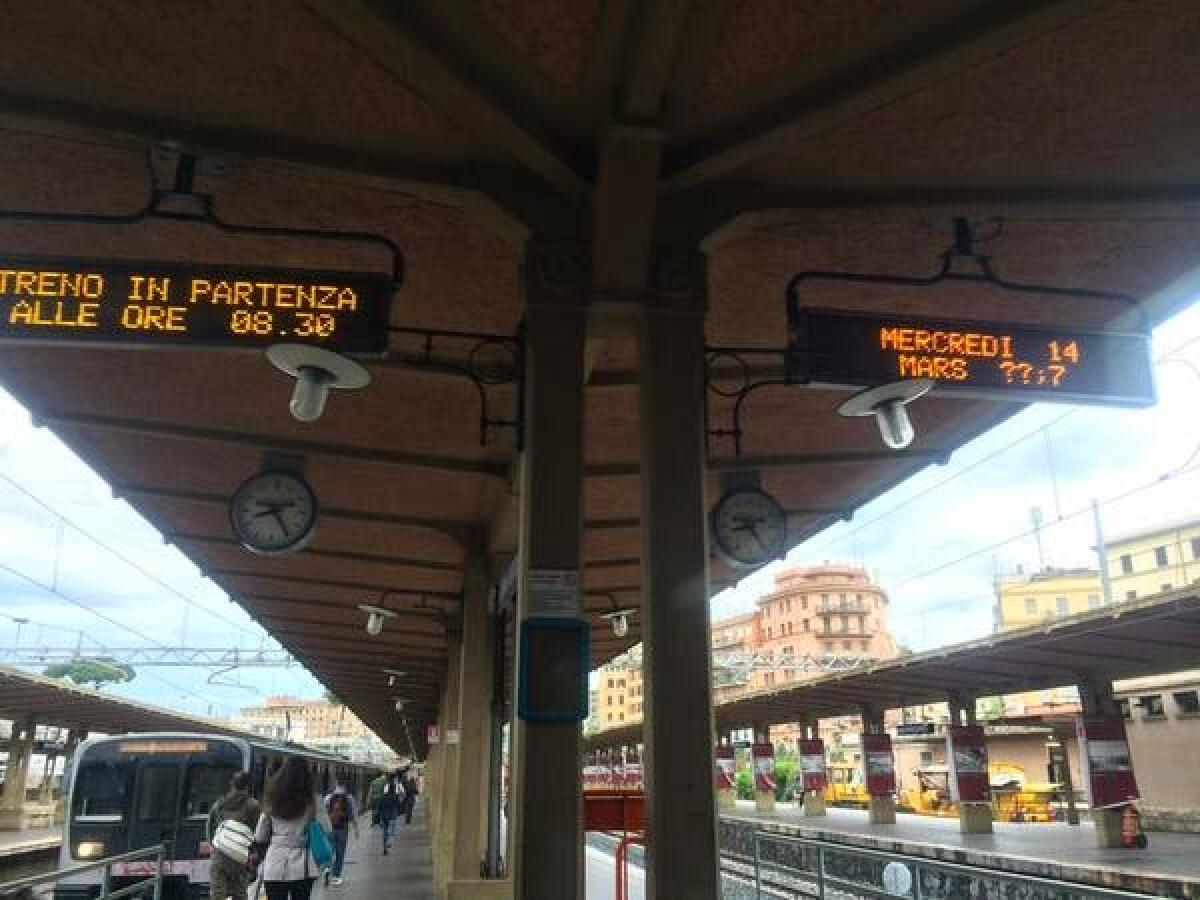 TRENO IN PARTENZA
ALLE ORE 08.30
MERCREDI 14
MARS ??;7